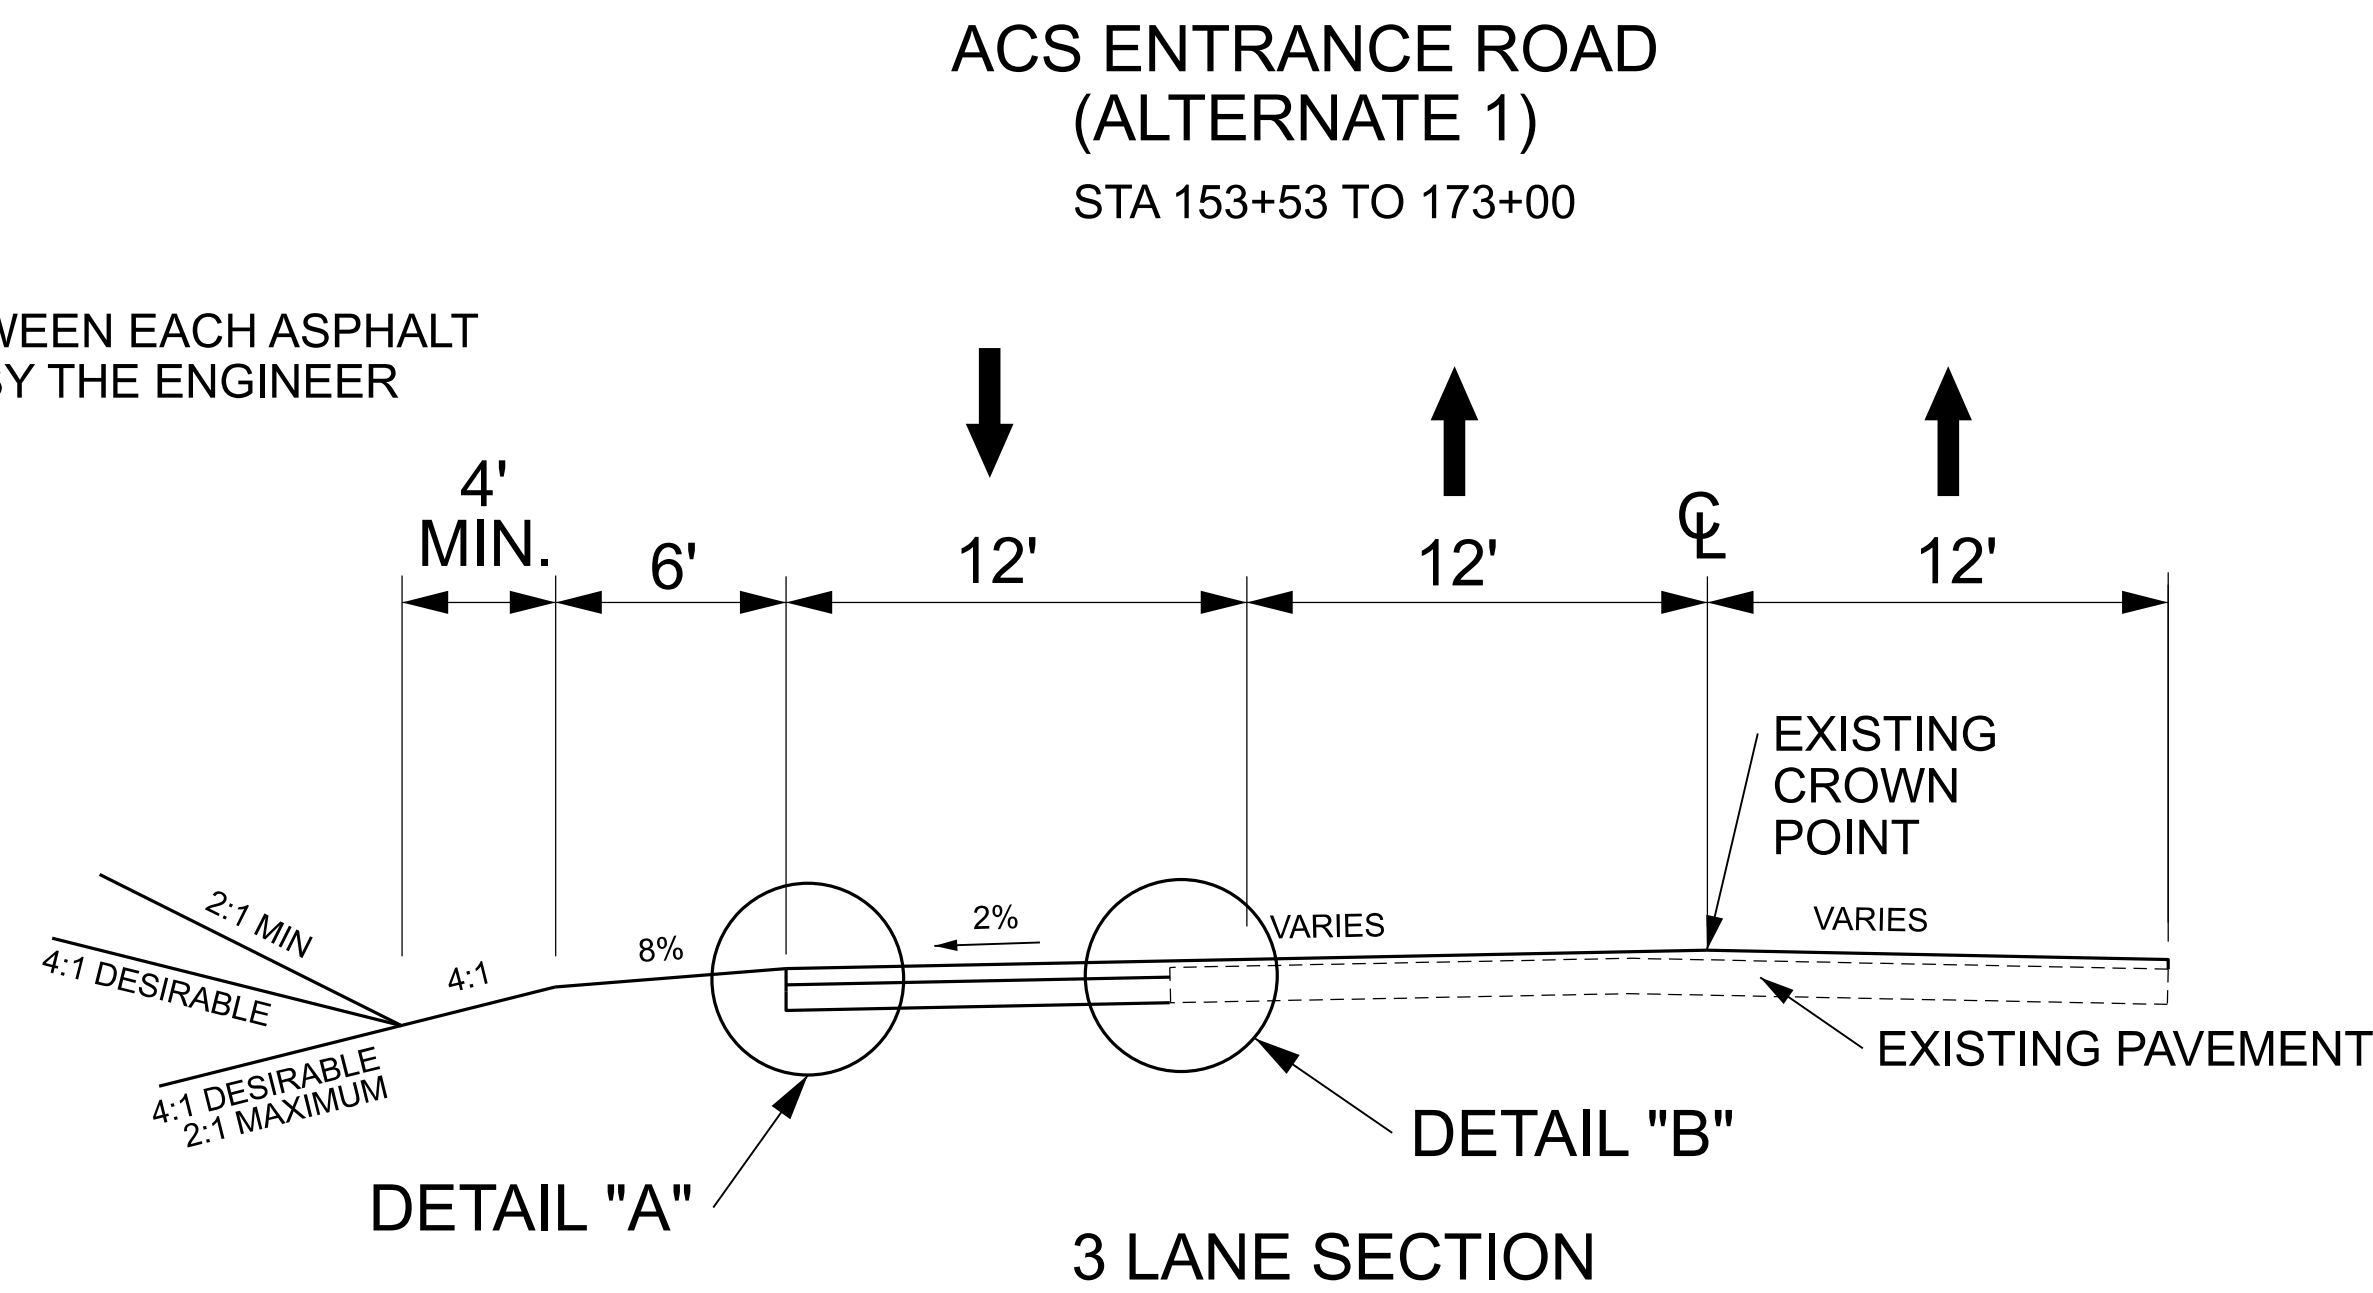 ACS ENTRANCE ROAD
(ALTERNATE 1)
STA 153+53 TO 173+00
WEEN EACH ASPHALT
BY THE ENGINEER
4'
MIN.
6'
12'
12'
℄
12'
EXISTING
CROWN
POINT
2:1 MIN
4:1 DESIRABLE
4:1
8%
2%
VARIES
VARIES
4:1 DESIRABLE
2:1 MAXIMUM
EXISTING PAVEMENT
DETAIL "B"
DETAIL "A"
3 LANE SECTION